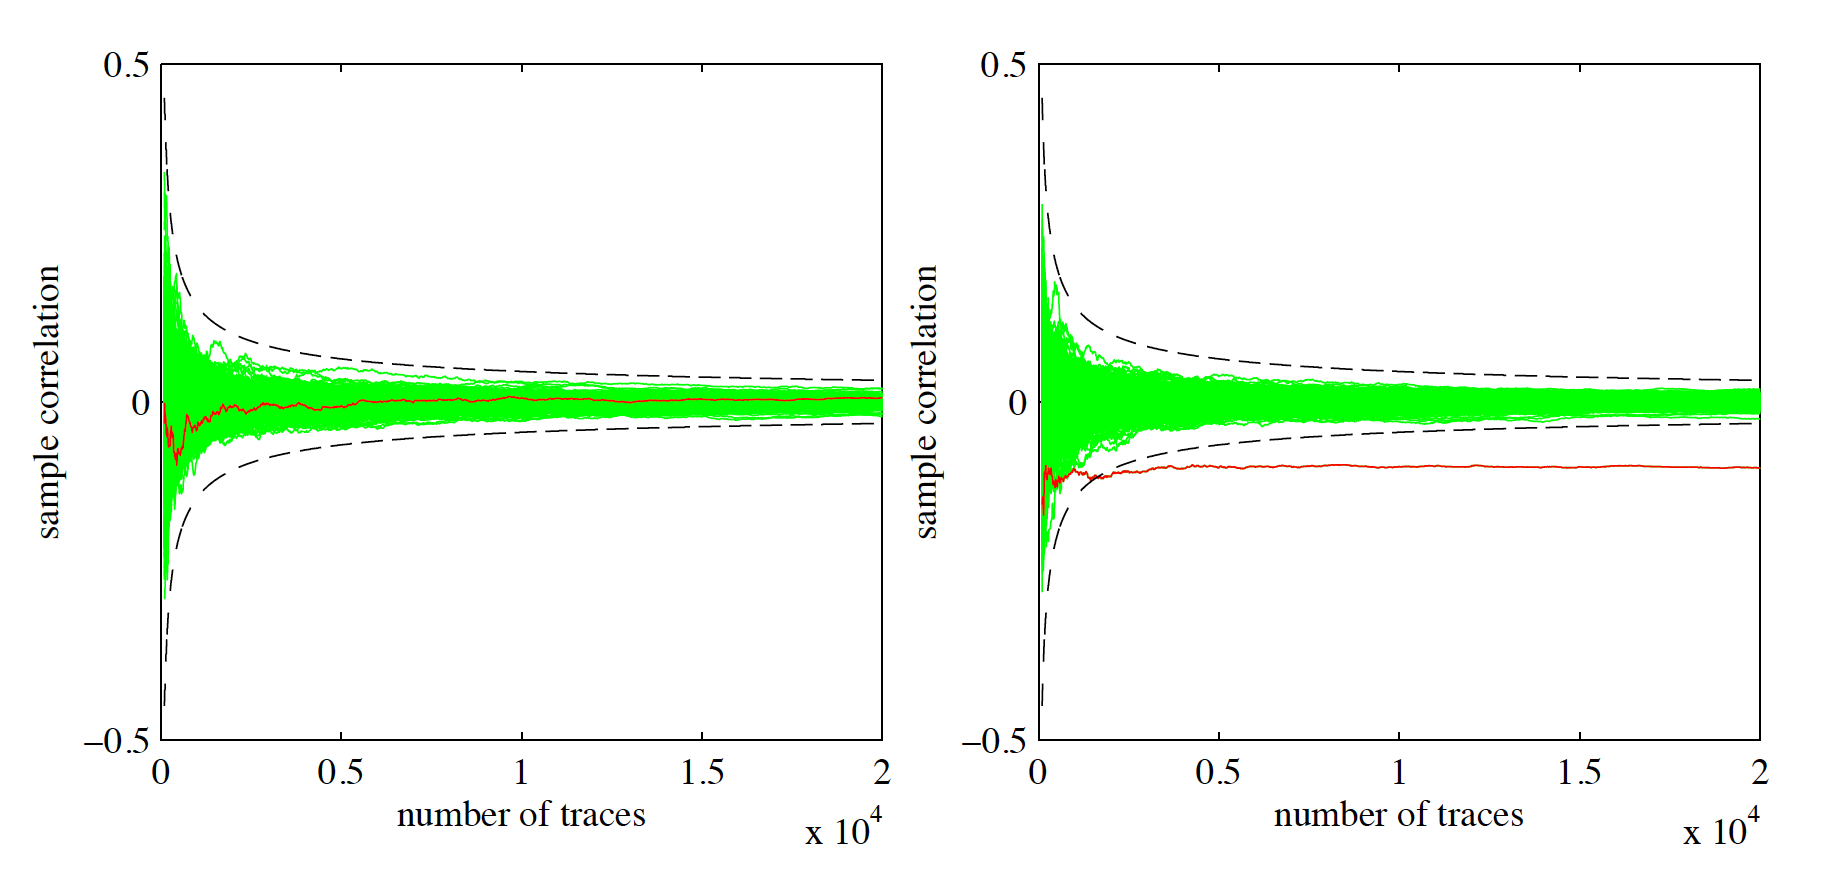 0.5
0
−0.5
sample correlation
0 0.5 1 1.5 2
number of traces
x 10^4
0.5
0
−0.5
sample correlation
0 0.5 1 1.5 2
number of traces
x 10^4